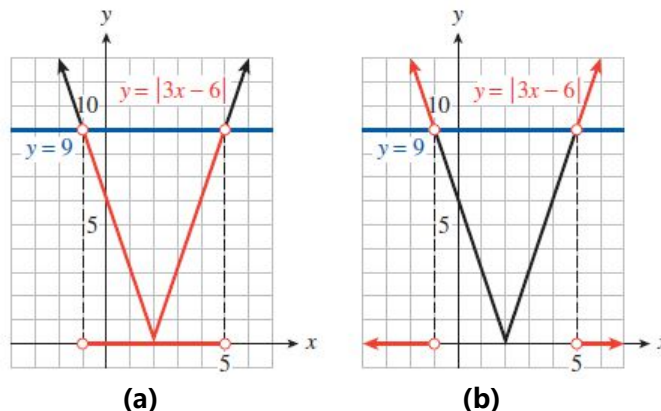 y
y = |3x – 6|
10
y = 9
5
x
5
(a)
y
y = |3x – 6|
10
y = 9
5
x
5
(b)